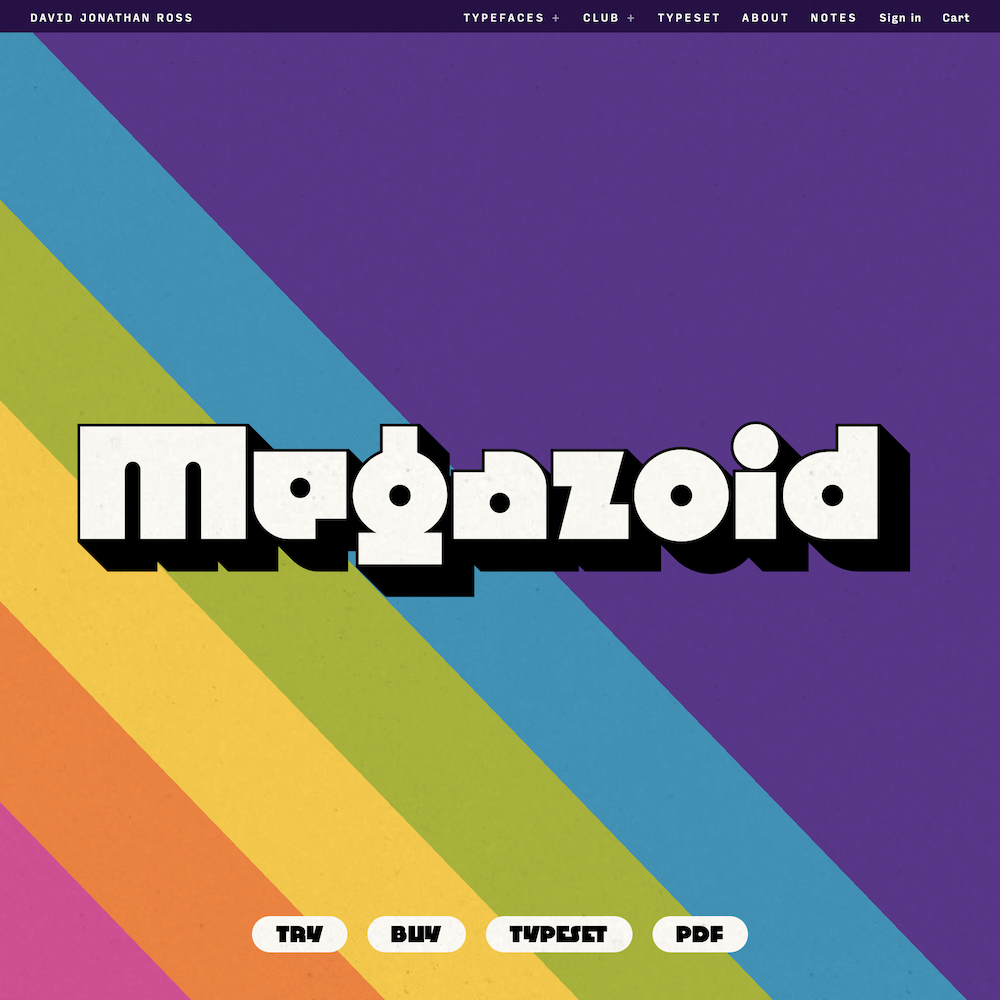 DAVID JONATHAN ROSS TYPEFACES + CLUB + TYPESET ABOUT NOTES Sign in Cart
Megazoid
TRY BUY TYPESET PDF